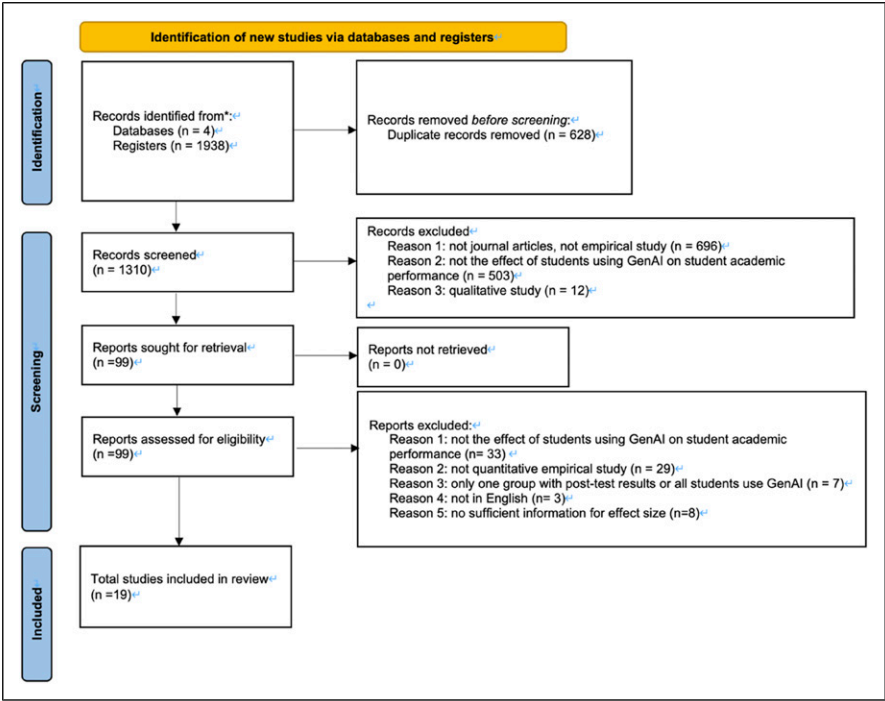 Identification of new studies via databases and registers↵
Identification↵
Records identified from*:↵
Databases (n = 4)↵
Registers (n = 1938)↵
Records removed before screening:↵
Duplicate records removed (n = 628)↵
Screening↵
Records screened↵
(n = 1310)↵
Records excluded↵
Reason 1: not journal articles, not empirical study (n = 696)↵
Reason 2: not the effect of students using GenAI on student academic
performance (n = 503)↵
Reason 3: qualitative study (n = 12)↵
↵
Reports sought for retrieval↵
(n =99)↵
Reports not retrieved↵
(n = 0)↵
Reports assessed for eligibility↵
(n =99)↵
Reports excluded:↵
Reason 1: not the effect of students using GenAI on student academic
performance (n= 33) ↵
Reason 2: not quantitative empirical study (n = 29)↵
Reason 3: only one group with post-test results or all students use GenAI (n = 7)↵
Reason 4: not in English (n= 3)↵
Reason 5: no sufficient information for effect size (n=8)↵
Included↵
Total studies included in review↵
(n =19)↵